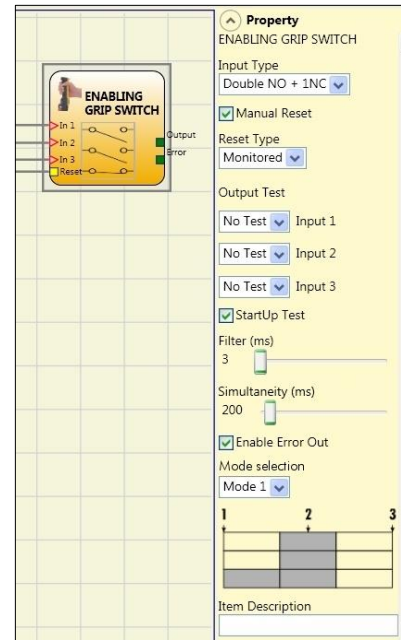 ENABLING
GRIP SWITCH
In 1
In 2
In 3
Reset
Output
Error
Property
ENABLING GRIP SWITCH
Input Type
Double NO + 1NC
Manual Reset
Reset Type
Monitored
Output Test
No Test Input 1
No Test Input 2
No Test Input 3
StartUp Test
Filter (ms)
3
Simultaneity (ms)
200
Enable Error Out
Mode selection
Mode 1
1 2 3
Item Description